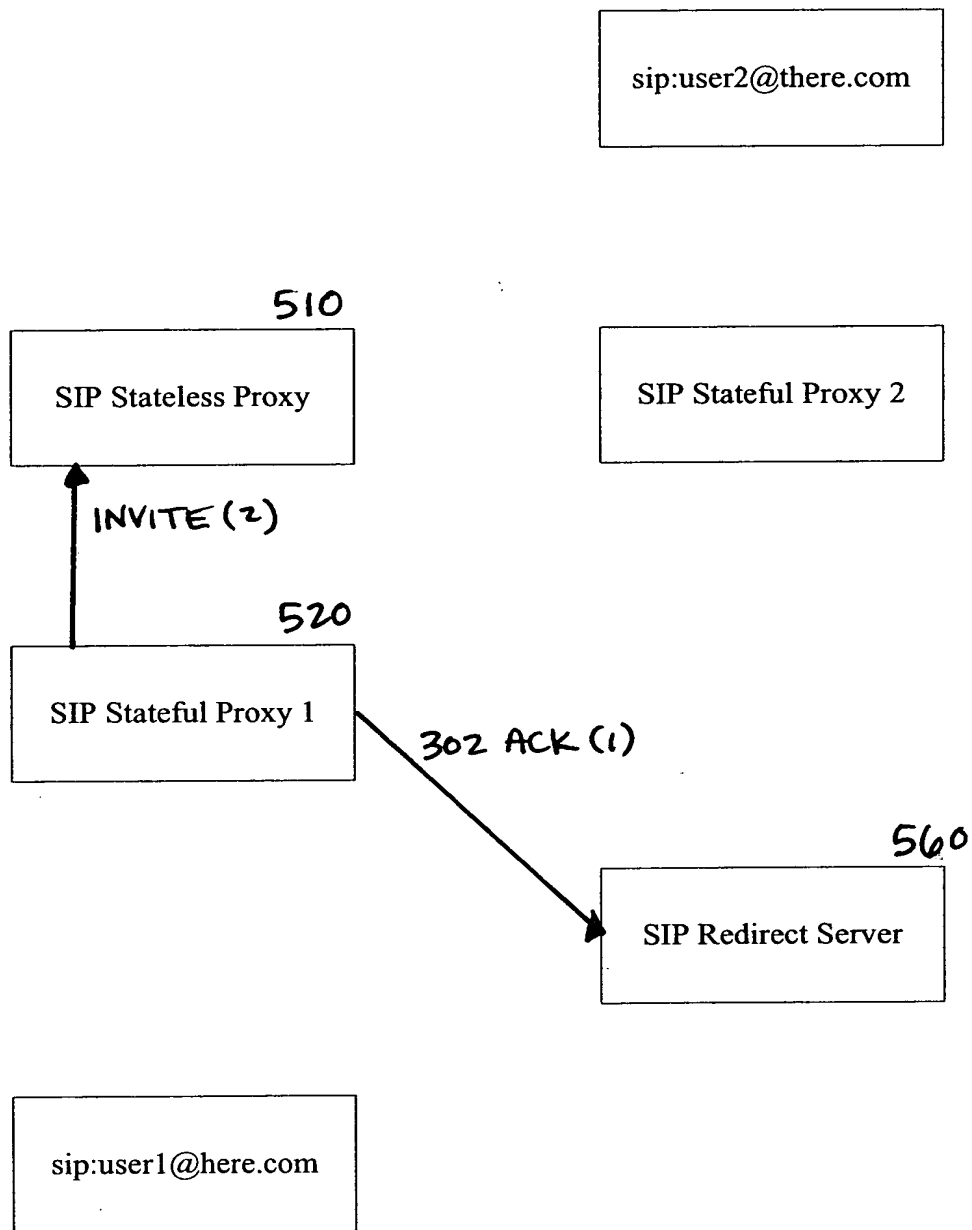 sip:user2@there.com
510
SIP Stateless Proxy
SIP Stateful Proxy 2
INVITE (2)
520
SIP Stateful Proxy 1
302 ACK (1)
560
SIP Redirect Server
sip:user1@here.com